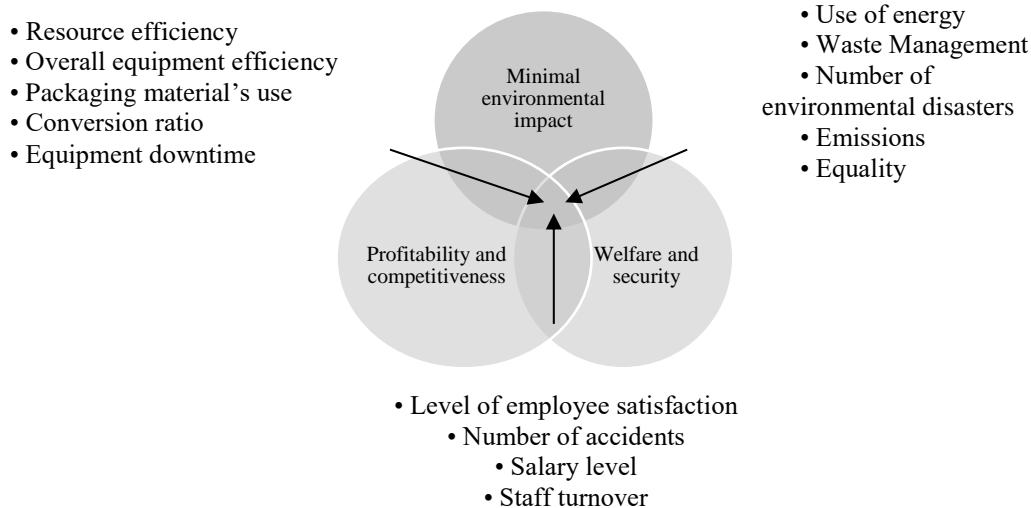 • Resource efficiency
• Overall equipment efficiency
• Packaging material’s use
• Conversion ratio
• Equipment downtime
• Use of energy
• Waste Management
• Number of
environmental disasters
• Emissions
• Equality
Minimal
environmental
impact
Profitability and
competitiveness
Welfare and
security
• Level of employee satisfaction
• Number of accidents
• Salary level
• Staff turnover